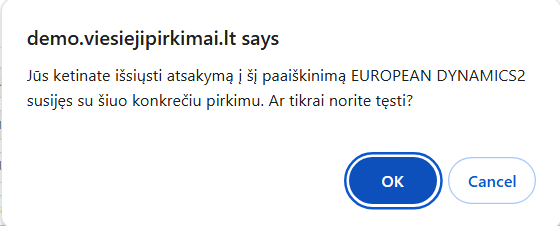 demo.viesiejipirkimai.lt says
Jūs ketinate išsiųsti atsakymą į šį paaiškinimą EUROPEAN DYNAMICS2
susijęs su šiuo konkrečiu pirkimu. Ar tikrai norite tęsti?
OK
Cancel